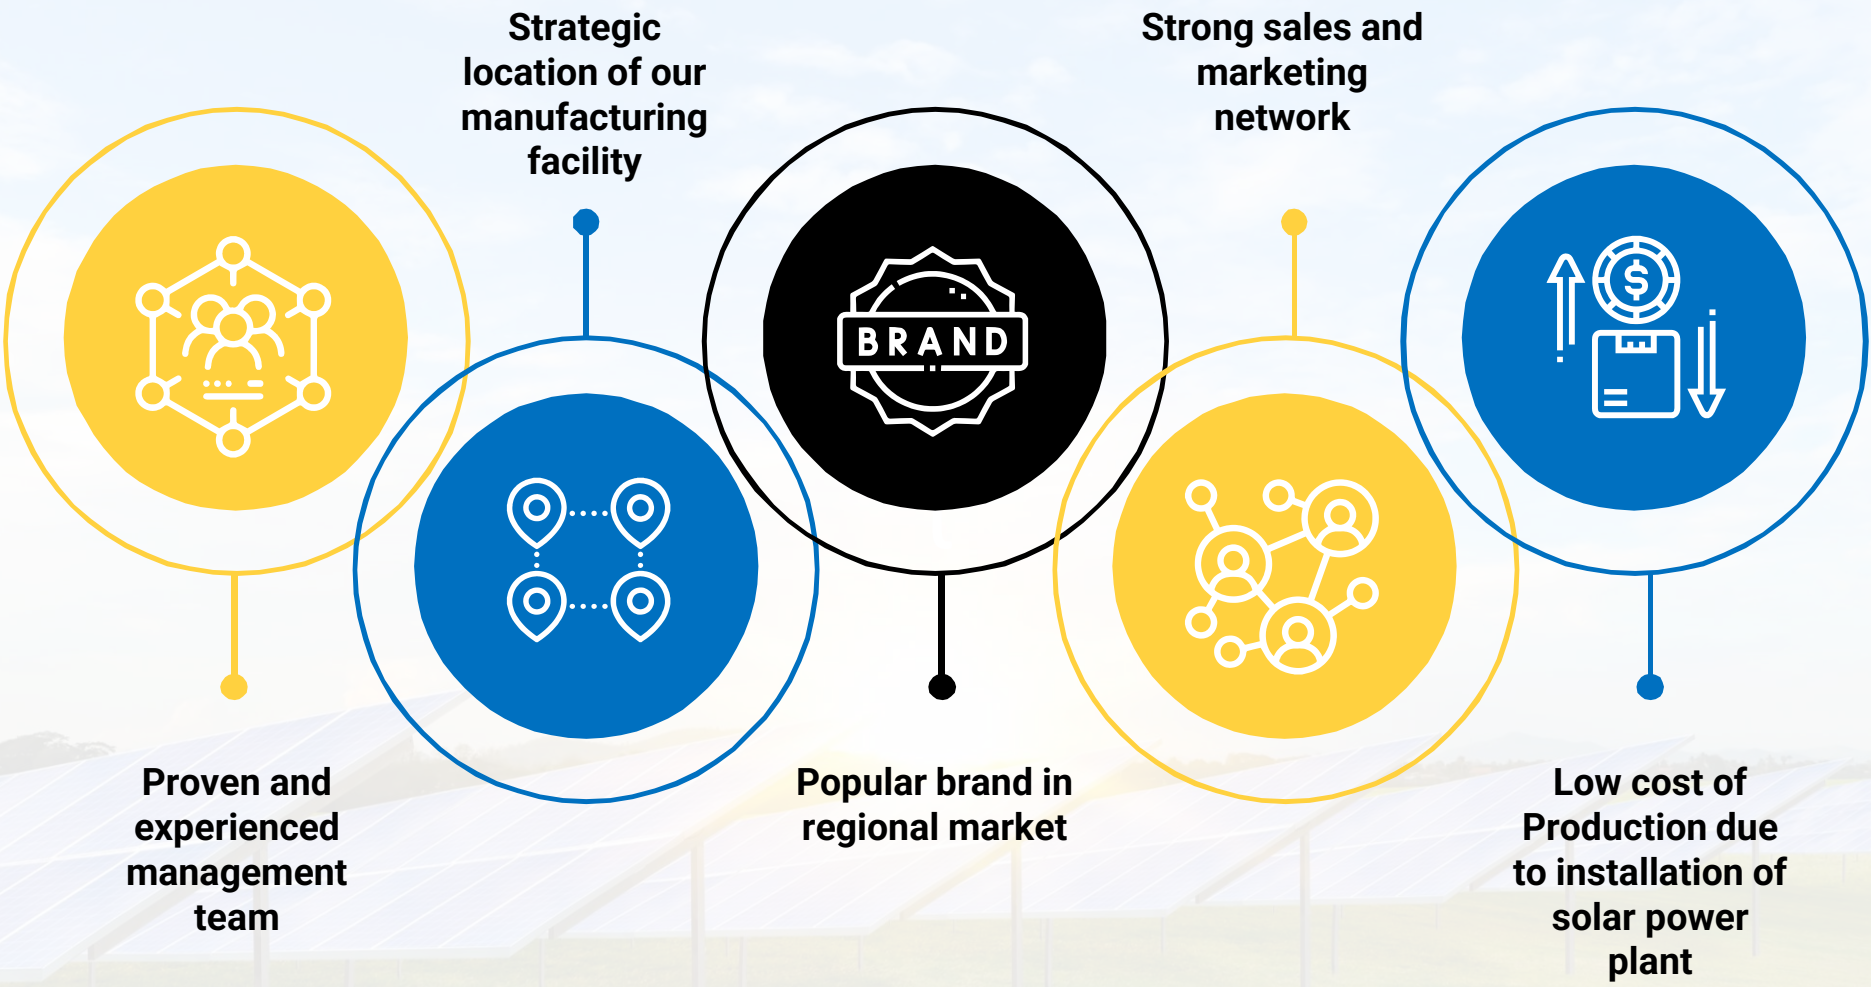 Strategic
location of our
manufacturing
facility
Strong sales and
marketing
network
BRAND
$
Proven and
experienced
management
team
Popular brand in
regional market
Low cost of
Production due
to installation of
solar power
plant